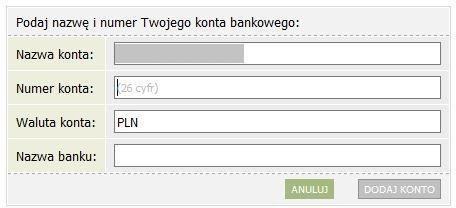 Podaj nazwę i numer Twojego konta bankowego:
Nazwa konta:
Numer konta: (26 cyfr)
Waluta konta: PLN
Nazwa banku:
ANULUJ DODAJ KONTO